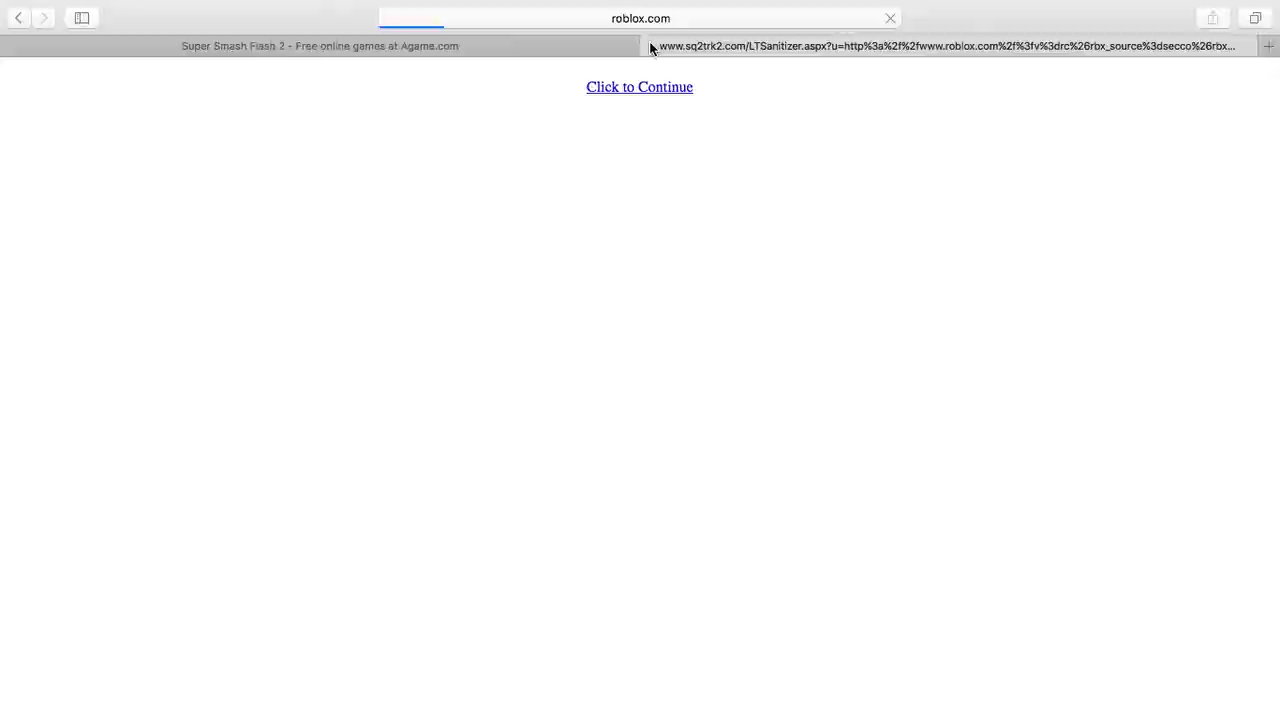 roblox.com
Super Smash Flash 2 - Free online games at Agame.com
www.sq2trk2.com/LTSanitizer.aspx?u=http%3a%2f%2fwww.roblox.com%2f%3fv%3drc%26rbx_source%3dsecco%26rbx...
Click to Continue